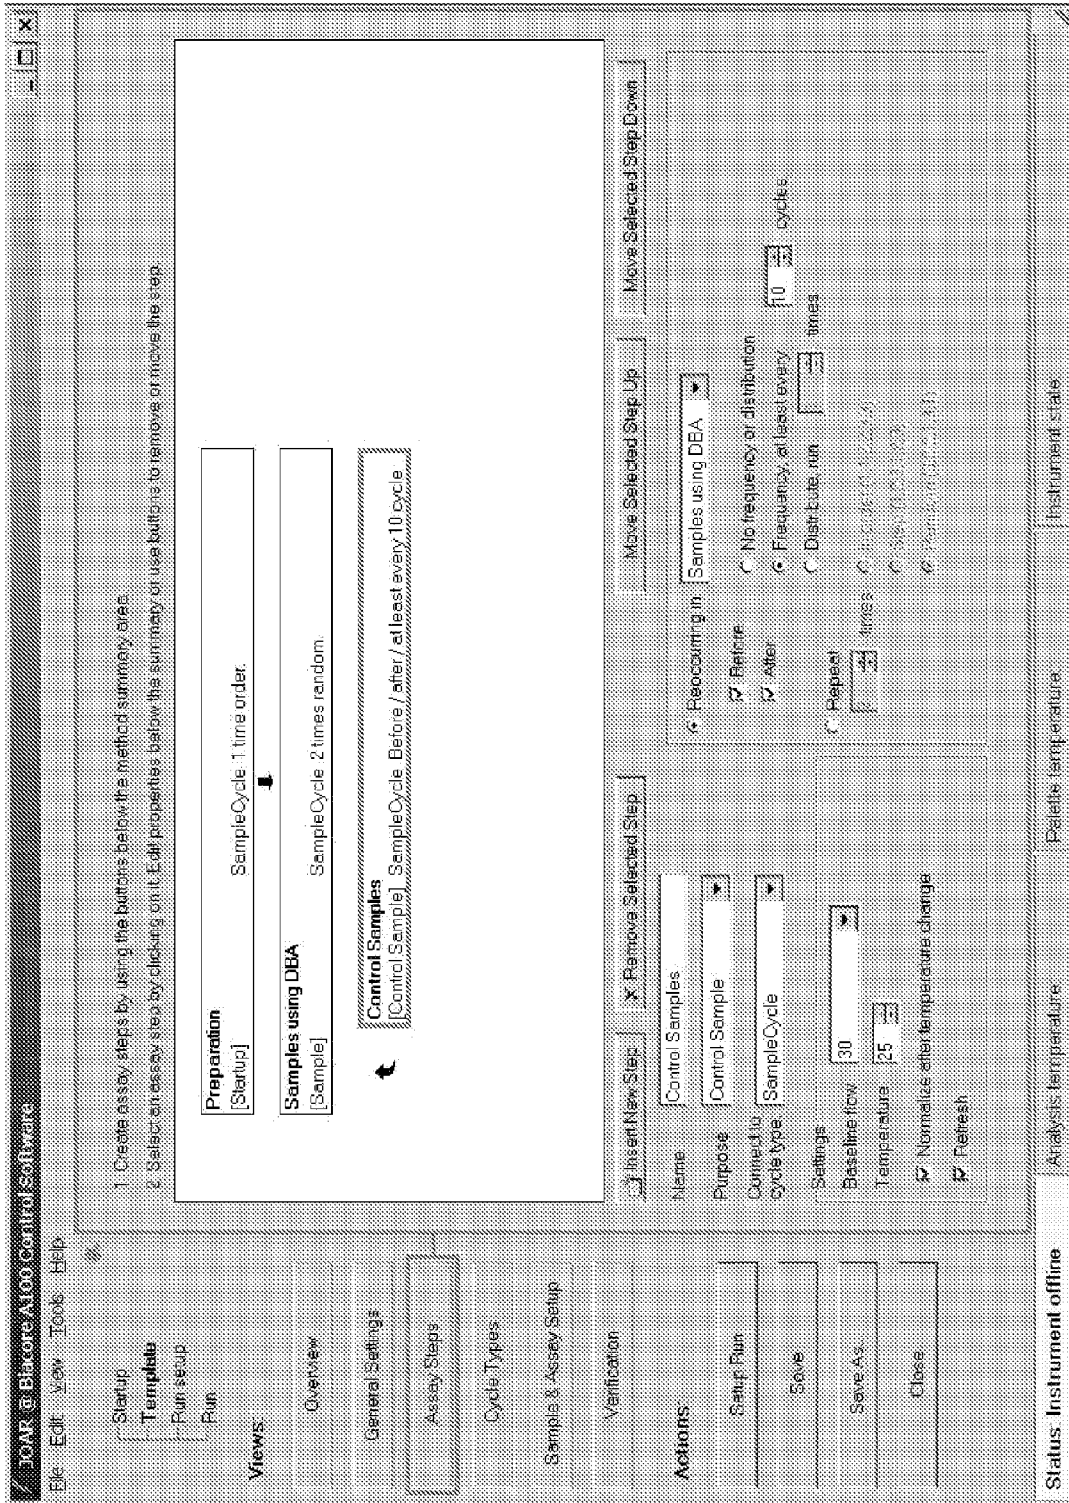 JOAR @ Biacore A100 Control Software
File Edit View Tools Help
Startup
Template
Run setup
Run
Views
Overview
General Settings
Assay Steps
Cycle Types
Sample & Assay Setup
Verification
Actions
Setup Run
Save
Save As...
Close
1. Create assay steps by using the buttons below the method summary area.
2. Select an assay step by clicking on it. Edit properties below the summary or use buttons to remove or move the step.
Preparation
[Startup] SampleCycle: 1 time order.
Samples using DBA
[Sample] SampleCycle: 2 times random.
Control Samples
[Control Sample] SampleCycle. Before / after / at least every 10 cycle
Insert New Step X Remove Selected Step Move Selected Step Up Move Selected Step Down
Name Control Samples
Purpose Control Sample
Connect to
cycle type: SampleCycle
Settings
Baseline flow 30
Temperature 25
Normalize after temperature change
Refresh
Reoccurring in Samples using DBA
Before
After
No frequency or distribution
Frequency, at least every 10 cycles
Distribute, run times
Repeat
times
Status: Instrument offline Analysis temperature: Palette temperature: Instrument state: